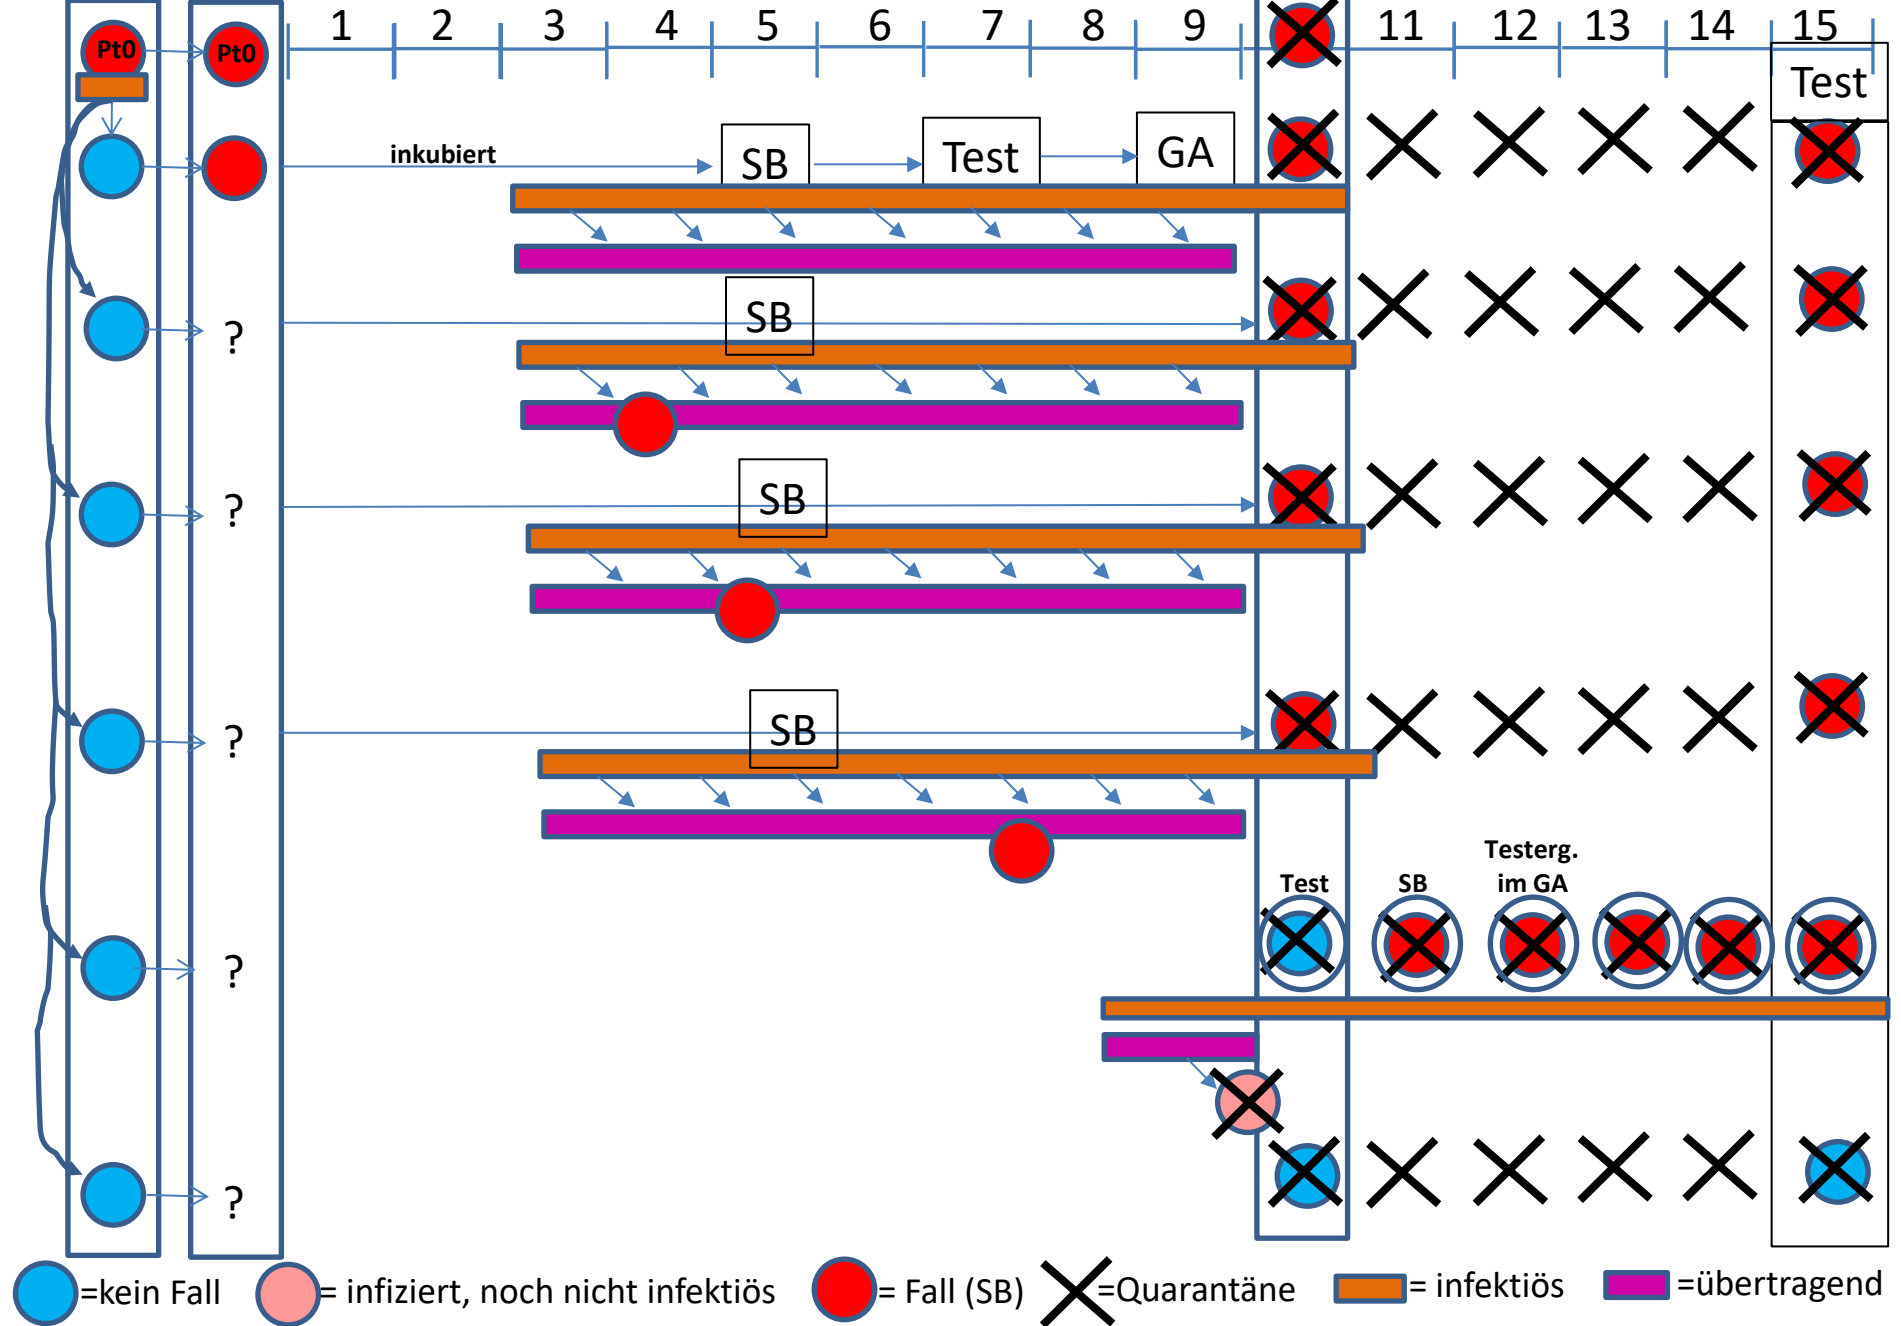 Pt0 Pt0 1 2 3 4 5 6 7 8 9 11 12 13 14 15
Test
inkubiert SB Test GA
SB
?
SB
?
SB
?
Testerg.
Test SB im GA
?
?
=kein Fall = infiziert, noch nicht infektiös = Fall (SB) =Quarantäne = infektiös =übertragend